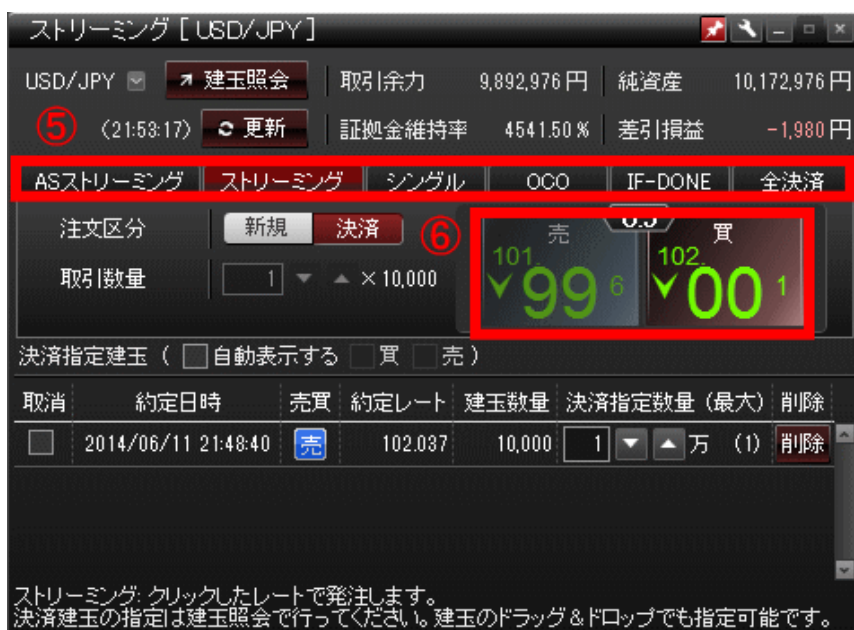 ストリーミング [ USD/JPY ]
USD/JPY 建玉照会 取引余力 9,892,976 円 純資産 10,172,976 円
⑤ (21:53:17) 更新 証拠金維持率 4541.50 % 差引損益 -1,980 円
ASストリーミング ストリーミング シングル OCO IF-DONE 全決済
注文区分 新規 決済 ⑥ 売 0.5 買
取引数量 1 × 10,000 101.99 6 102.00 1
決済指定建玉 ( 自動表示する 買 売 )
取消 約定日時 売買 約定レート 建玉数量 決済指定数量 (最大) 削除
2014/06/11 21:48:40 売 102.037 10,000 1 万 (1) 削除
ストリーミング: クリックしたレートで発注します。
決済建玉の指定は建玉照会で行ってください。建玉のドラッグ&ドロップでも指定可能です。